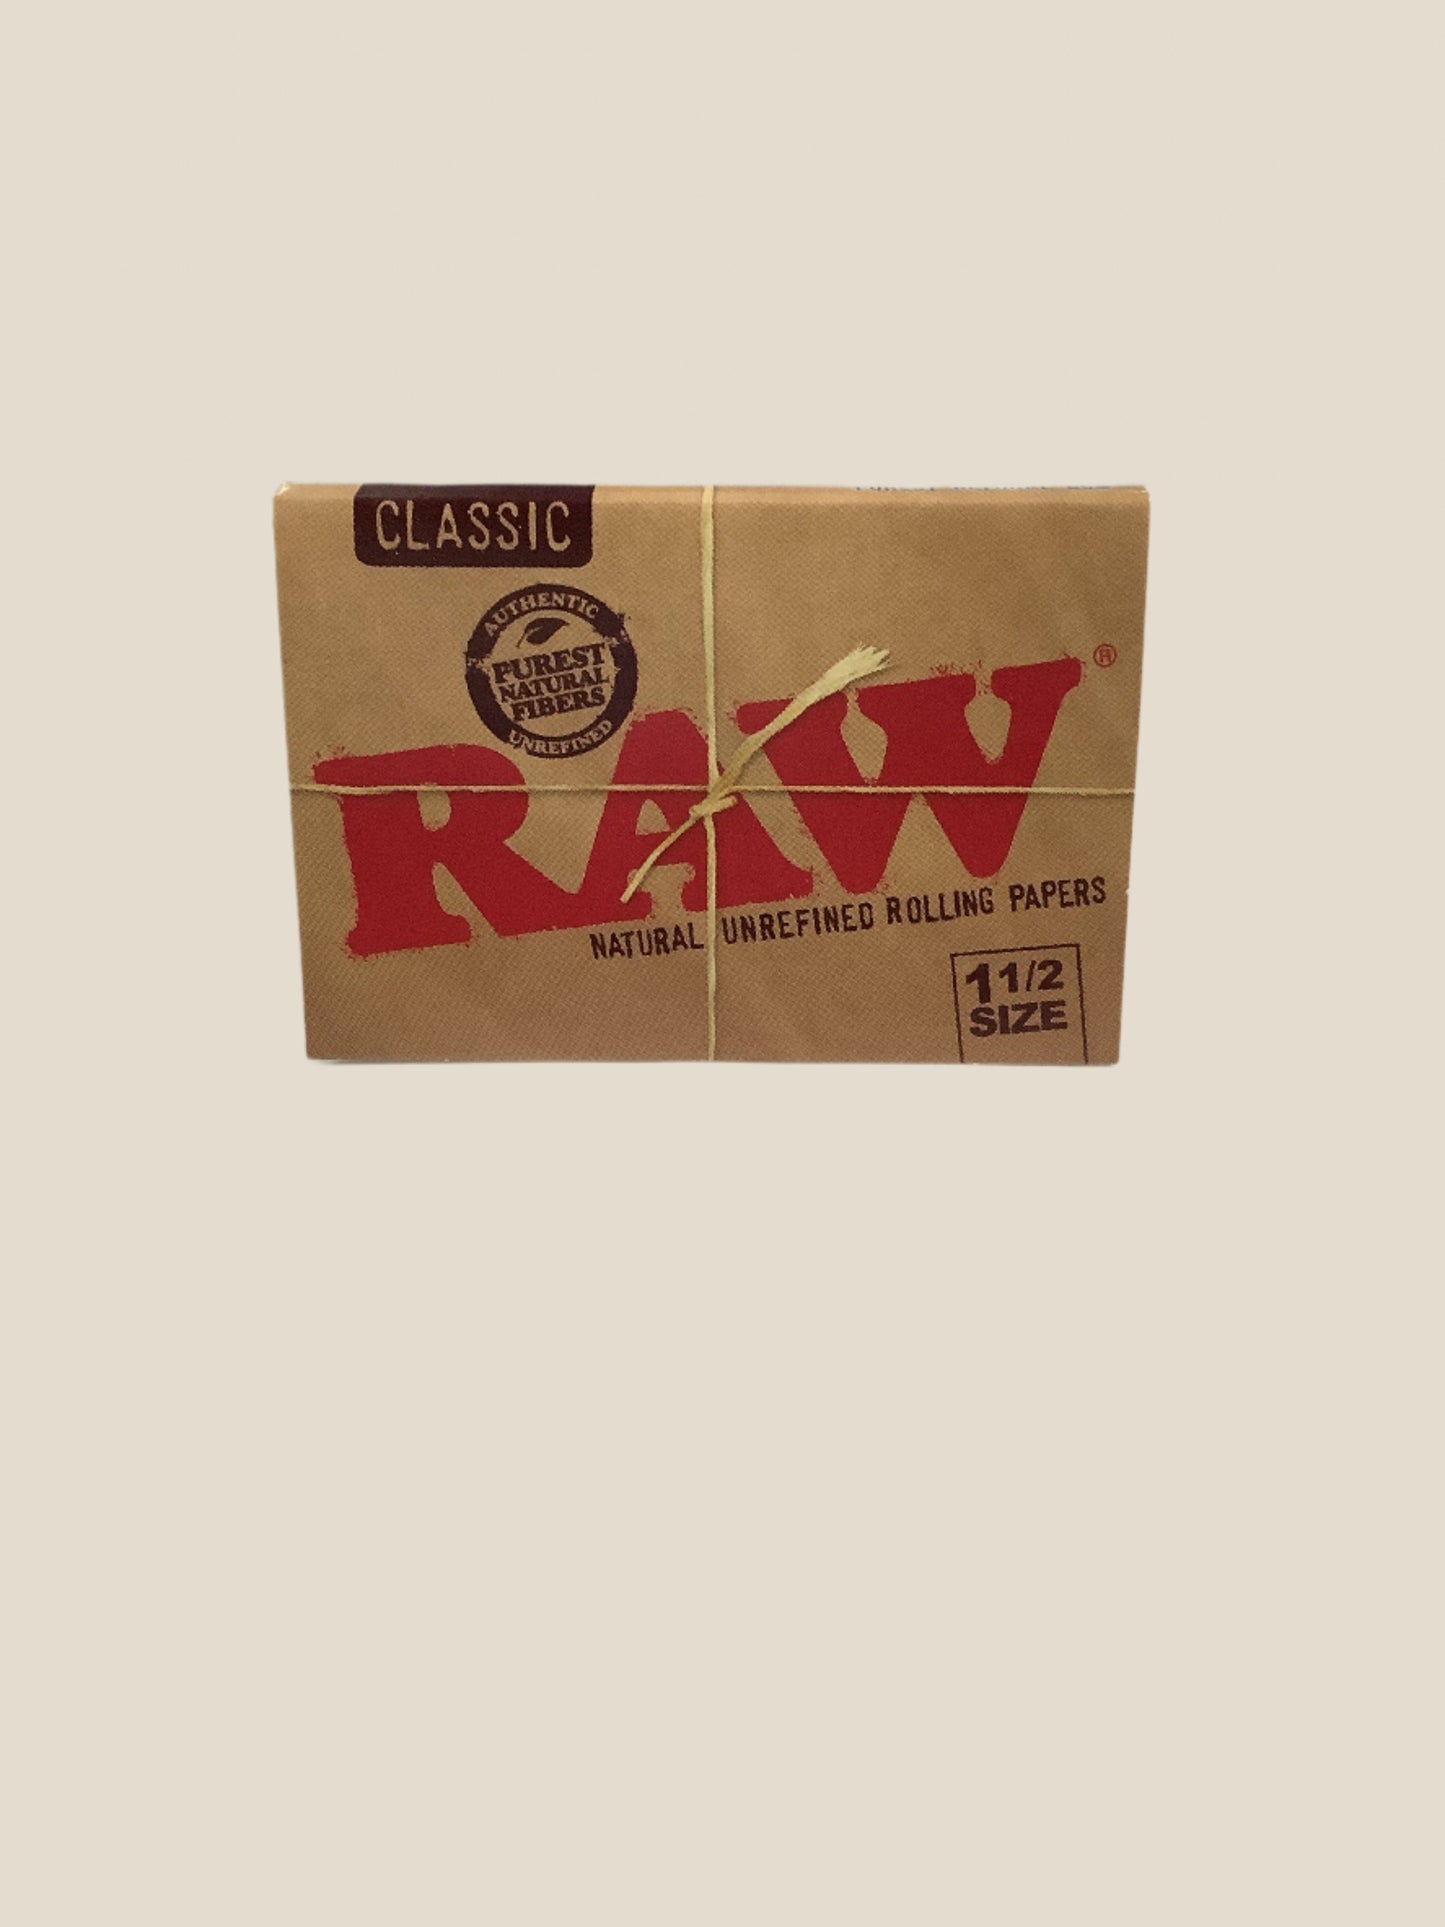 CLASSIC
AUTHENTIC
PUREST
NATURAL
FIBERS
UNREFINED
RAW®
NATURAL UNREFINED ROLLING PAPERS
1 1/2
SIZE